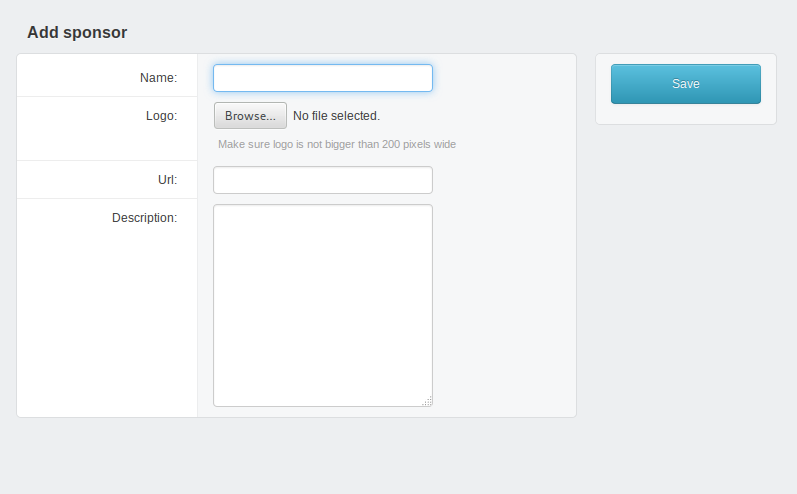 Add sponsor
Name:
Save
Logo:
Browse... No file selected.
Make sure logo is not bigger than 200 pixels wide
Url:
Description: